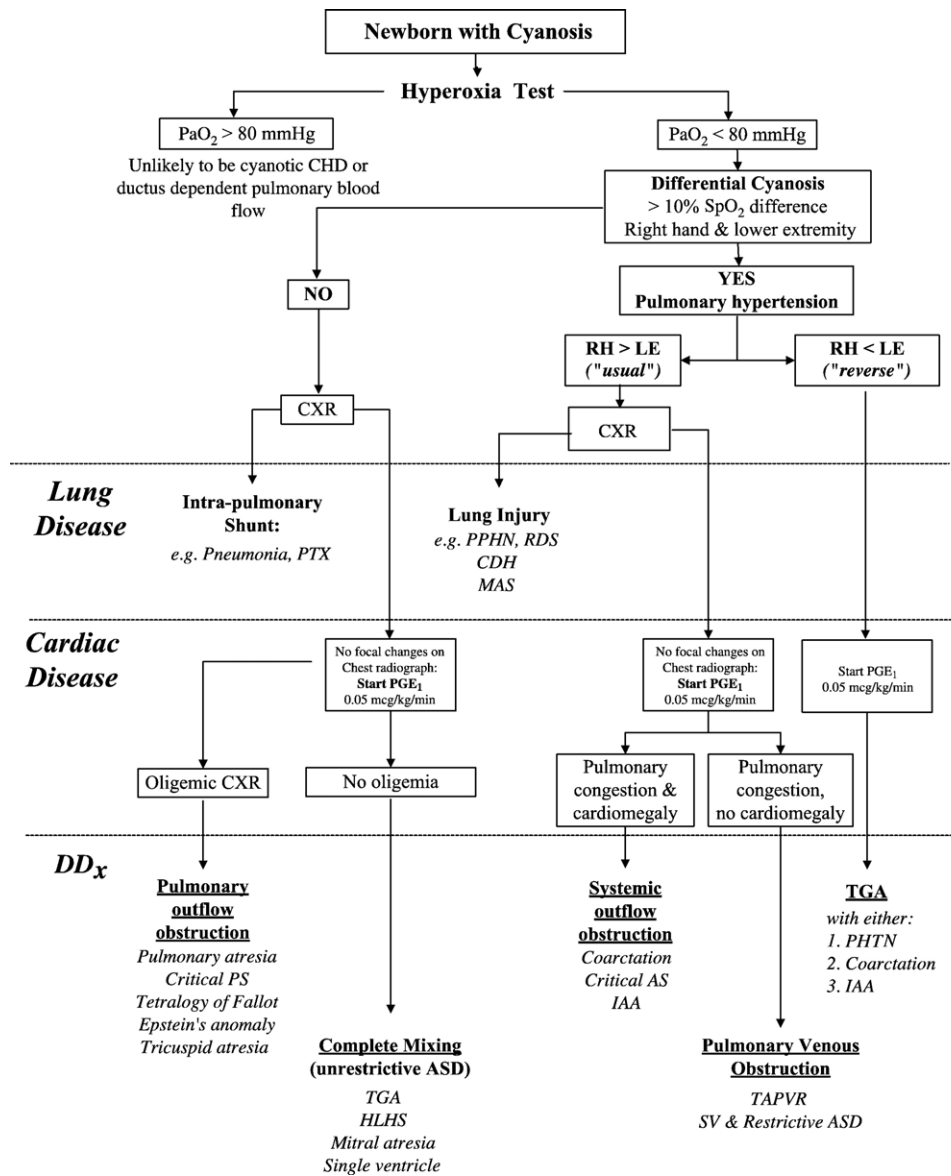 Newborn with Cyanosis
Hyperoxia Test
PaO₂ > 80 mmHg
Unlikely to be cyanotic CHD or
ductus dependent pulmonary blood
flow
PaO₂ < 80 mmHg
Differential Cyanosis
> 10% SpO₂ difference
Right hand & lower extremity
NO
YES
Pulmonary hypertension
RH > LE
("usual")
RH < LE
("reverse")
CXR
CXR
Lung
Disease
Intra-pulmonary
Shunt:
e.g. Pneumonia, PTX
Lung Injury
e.g. PPHN, RDS
CDH
MAS
Cardiac
Disease
No focal changes on
Chest radiograph:
Start PGE₁
0.05 mcg/kg/min
No focal changes on
Chest radiograph:
Start PGE₁
0.05 mcg/kg/min
Start PGE₁
0.05 mcg/kg/min
Oligemic CXR
No oligemia
Pulmonary
congestion &
cardiomegaly
Pulmonary
congestion,
no cardiomegaly
DDₓ
Pulmonary
outflow
obstruction
Pulmonary atresia
Critical PS
Tetralogy of Fallot
Epstein's anomaly
Tricuspid atresia
Complete Mixing
(unrestrictive ASD)
TGA
HLHS
Mitral atresia
Single ventricle
Systemic
outflow
obstruction
Coarctation
Critical AS
IAA
Pulmonary Venous
Obstruction
TAPVR
SV & Restrictive ASD
TGA
with either:
1. PHTN
2. Coarctation
3. IAA